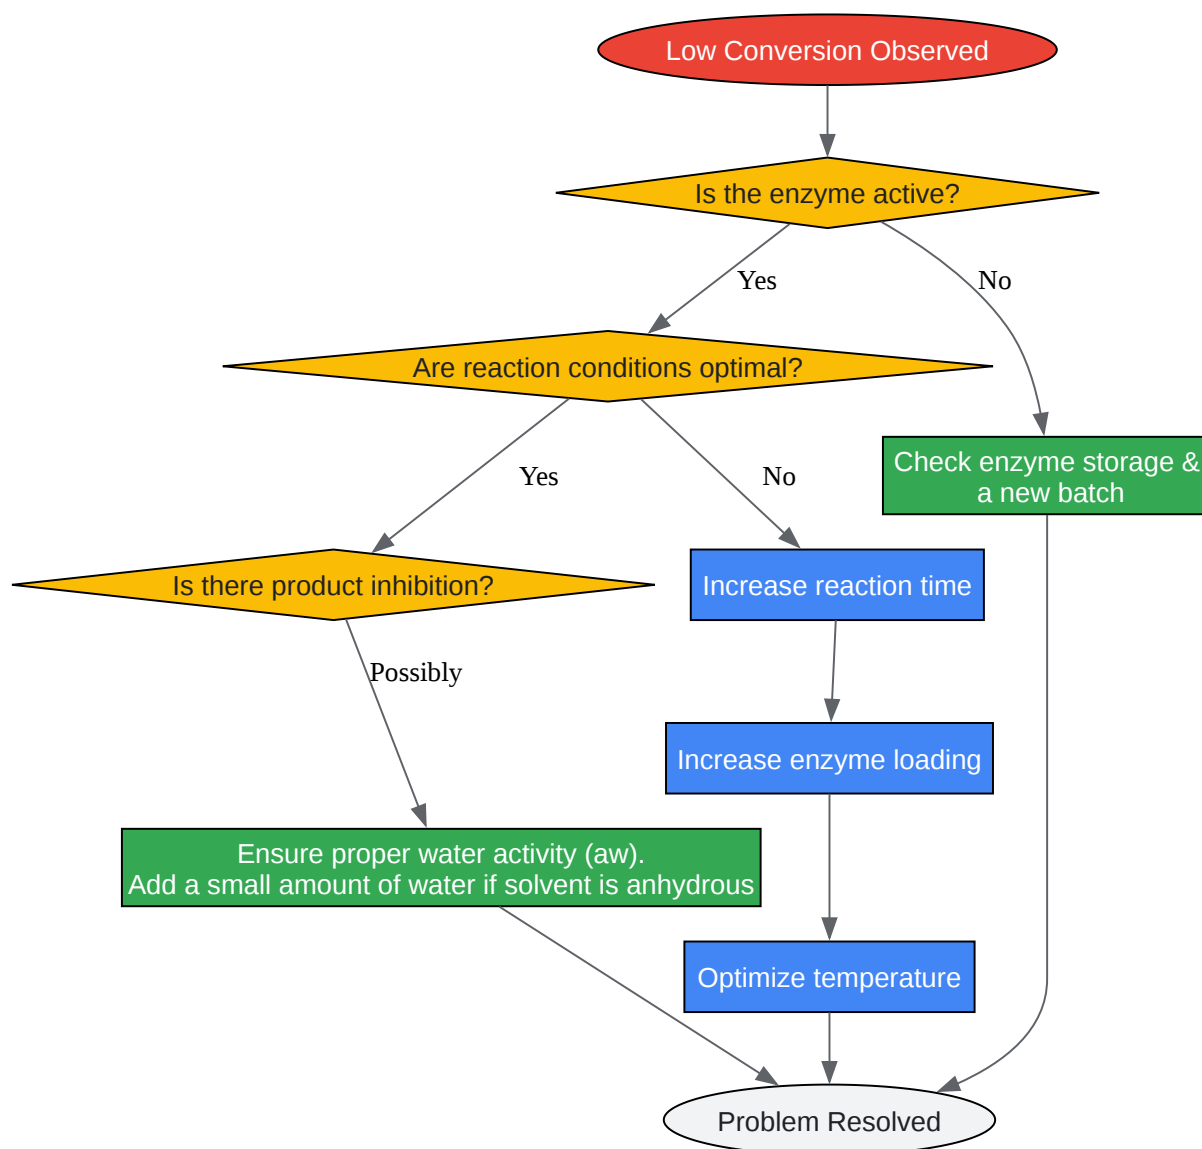 Low Conversion Observed
Is the enzyme active?
Yes
No
Are reaction conditions optimal?
Yes
No
Check enzyme storage &
a new batch
Is there product inhibition?
Increase reaction time
Possibly
Increase enzyme loading
Ensure proper water activity (aw).
Add a small amount of water if solvent is anhydrous
Optimize temperature
Problem Resolved